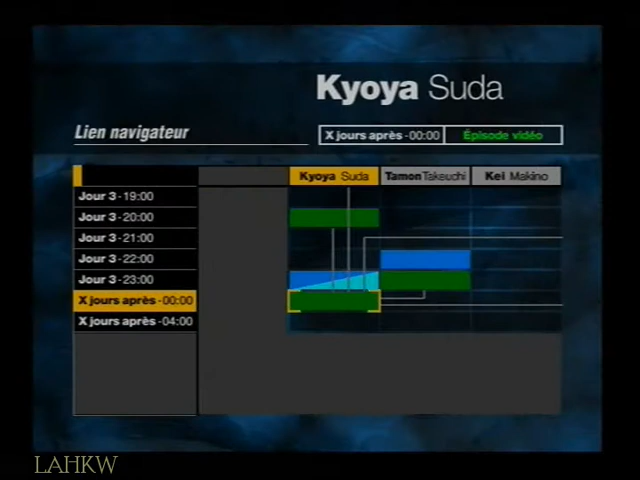 Kyoya Suda
Lien navigateur
X jours après - 00:00 Épisode vidéo
Kyoya Suda Tamon Takeuchi Kei Makino
Jour 3 - 19:00
Jour 3 - 20:00
Jour 3 - 21:00
Jour 3 - 22:00
Jour 3 - 23:00
X jours après - 00:00
X jours après - 04:00
LAHKW